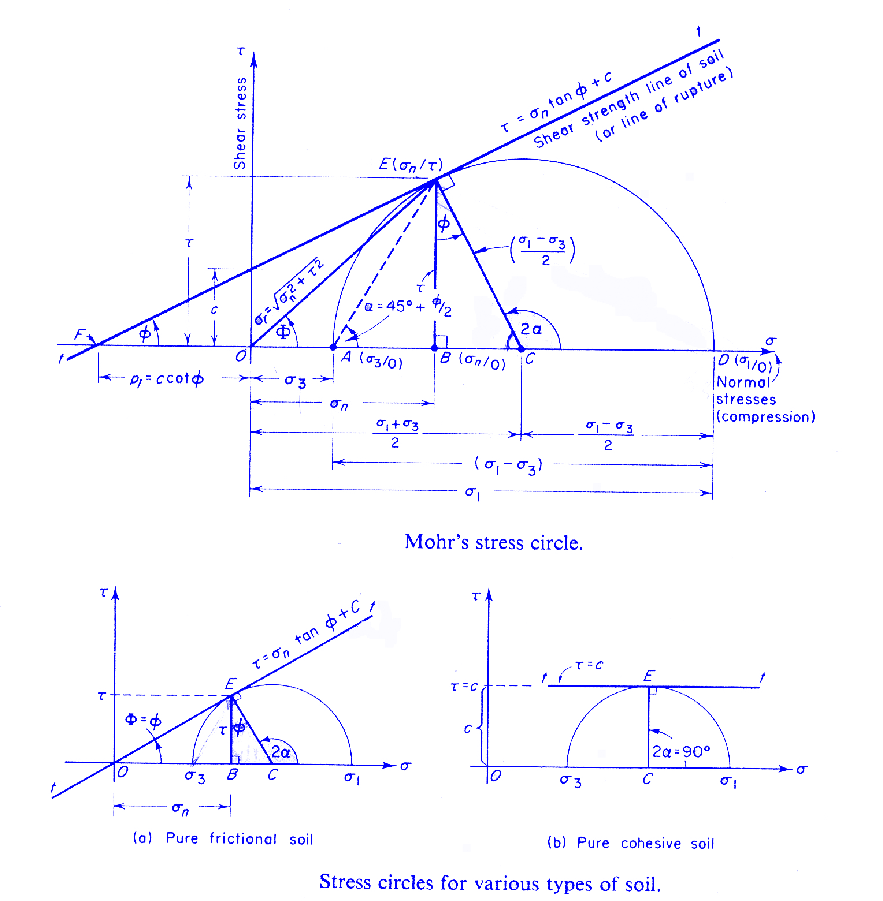 τ
Shear stress
t
τ = σn tan ϕ + c
Shear strength line of soil
(or line of rupture)
E(σn/τ)
τ
c
ϕ
(σ1 − σ3 / 2)
σr = √σn² + τ²
τ
α = 45° + ϕ/2
2α
F
ϕ
Φ
t
O
A (σ3/0)
B (σn/0)
C
σ
D (σ1/0)
Normal
stresses
(compression)
p1 = c cot ϕ
σ3
σn
σ1 + σ3 / 2
σ1 − σ3 / 2
(σ1 − σ3)
σ1
Mohr's stress circle.
τ
τ = σn tan ϕ + C
t
E
τ
Φ = ϕ
τ
ϕ
2α
t
O
σ3
B
C
σ1
σ
σn
(a) Pure frictional soil
τ
τ = c
τ = c
t
E
t
c
2α = 90°
O
σ3
C
σ1
σ
(b) Pure cohesive soil
Stress circles for various types of soil.